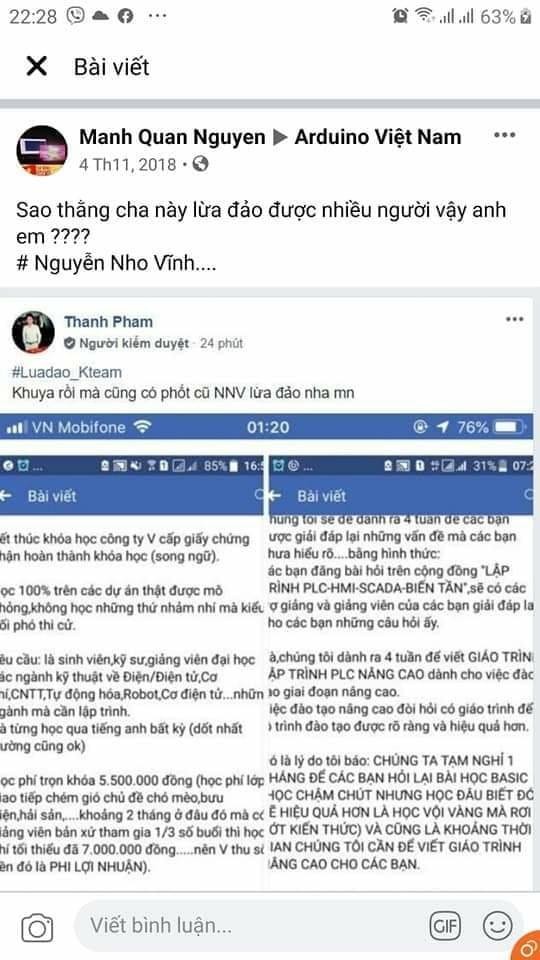 22:28
63%
Bài viết
Manh Quan Nguyen ▶ Arduino Việt Nam
4 Th11, 2018
Sao thằng cha này lừa đảo được nhiều người vậy anh
em ????
# Nguyễn Nho Vĩnh....
Thanh Pham
Người kiểm duyệt · 24 phút
#Luadao_Kteam
Khuya rồi mà cũng có phốt cũ NNV lừa đảo nha mn
VN Mobifone 01:20 76%
85% 16:5
Bài viết
ết thúc khóa học công ty V cấp giấy chứng
hận hoàn thành khóa học (song ngữ).
ọc 100% trên các dự án thật được mô
hỏng,không học những thứ nhảm nhí mà kiểu
ối phó thi cử.
êu cầu: là sinh viên,kỹ sư,giảng viên đại học
ác ngành kỹ thuật về Điện/Điện tử,Cơ
hí,CNTT,Tự động hóa,Robot,Cơ điện tử...nhữn
gành mà cần lập trình.
à từng học qua tiếng anh bất kỳ (dốt nhất
ường cũng ok)
ọc phí trọn khóa 5.500.000 đồng (học phí lớp
iao tiếp chém gió chủ đề chó mèo,bưu
iện,hải sản,....khoảng 2 tháng ở đâu đó mà có
iảng viên bản xứ tham gia 1/3 số buổi thì học
hí tối thiểu đã 7.000.000 đồng.....nên V thu số
ền đó là PHI LỢI NHUẬN).
31% 07:2
Bài viết
húng tôi sẽ để dành ra 4 tuần để các bạn
ược giải đáp lại những vấn đề mà các bạn
hưa hiểu rõ....bằng hình thức:
ác bạn đăng bài hỏi trên cộng đồng "LẬP
RÌNH PLC-HMI-SCADA-BIẾN TẦN",sẽ có các
ợ giảng và giảng viên của các bạn giải đáp lạ
ho các bạn những câu hỏi ấy.
à,chúng tôi dành ra 4 tuần để viết GIÁO TRÌN
ẬP TRÌNH PLC NÂNG CAO dành cho việc đào
ạo giai đoạn nâng cao.
iệc đào tạo nâng cao đòi hỏi có giáo trình để
ộ trình đào tạo được rõ ràng và hiệu quả hơn.
ó là lý do tôi báo: CHÚNG TA TẠM NGHỈ 1
HÁNG ĐỂ CÁC BẠN HỎI LẠI BÀI HỌC BASIC
HỌC CHẬM CHÚT NHƯNG HỌC ĐÂU BIẾT ĐÓ
Ẽ HIỆU QUẢ HƠN LÀ HỌC VỘI VÀNG MÀ RƠI
ỚT KIẾN THỨC) VÀ CŨNG LÀ KHOẢNG THỜI
IAN CHÚNG TÔI CẦN ĐỂ VIẾT GIÁO TRÌNH
ÂNG CAO CHO CÁC BẠN.
Viết bình luận...
GIF